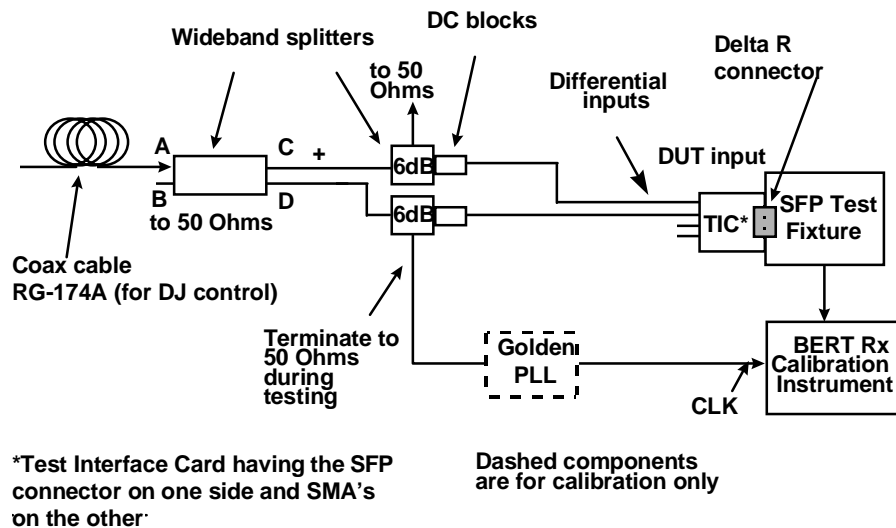 Wideband splitters
DC blocks
Delta R
connector
to 50
Ohms
Differential
inputs
A
C
+
6dB
DUT input
B
D
to 50 Ohms
6dB
TIC*
SFP Test
Fixture
Coax cable
RG-174A (for DJ control)
Terminate to
50 Ohms
during
testing
Golden
PLL
CLK
BERT Rx
Calibration
Instrument
*Test Interface Card having the SFP
connector on one side and SMA's
on the other
Dashed components
are for calibration only